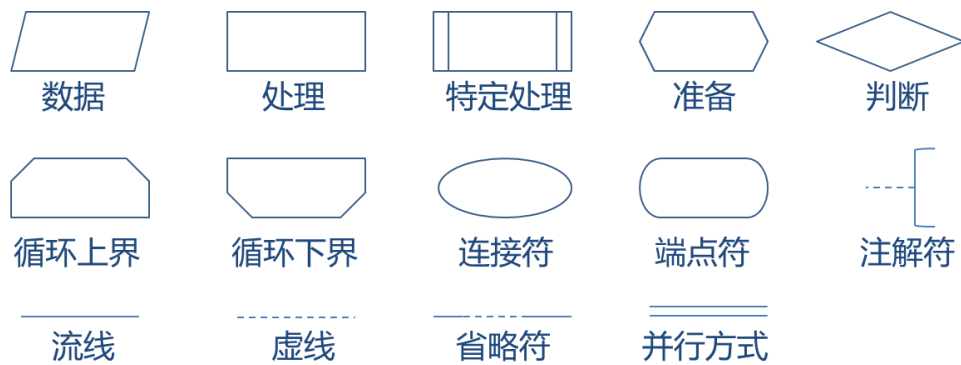 数据 处理 特定处理 准备 判断
循环上界 循环下界 连接符 端点符 注解符
流线 虚线 省略符 并行方式